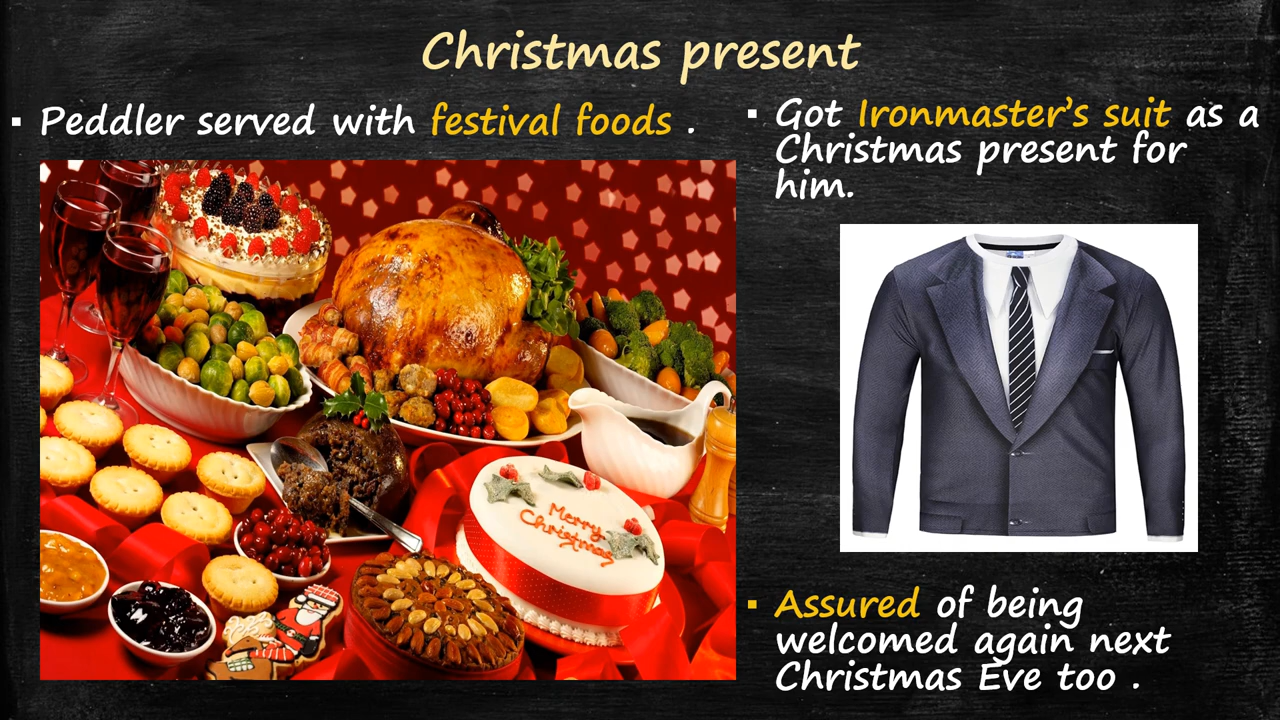 Christmas present
▪ Peddler served with festival foods .
Merry
Christmas
▪ Got Ironmaster’s suit as a
Christmas present for
him.
▪ Assured of being
welcomed again next
Christmas Eve too .